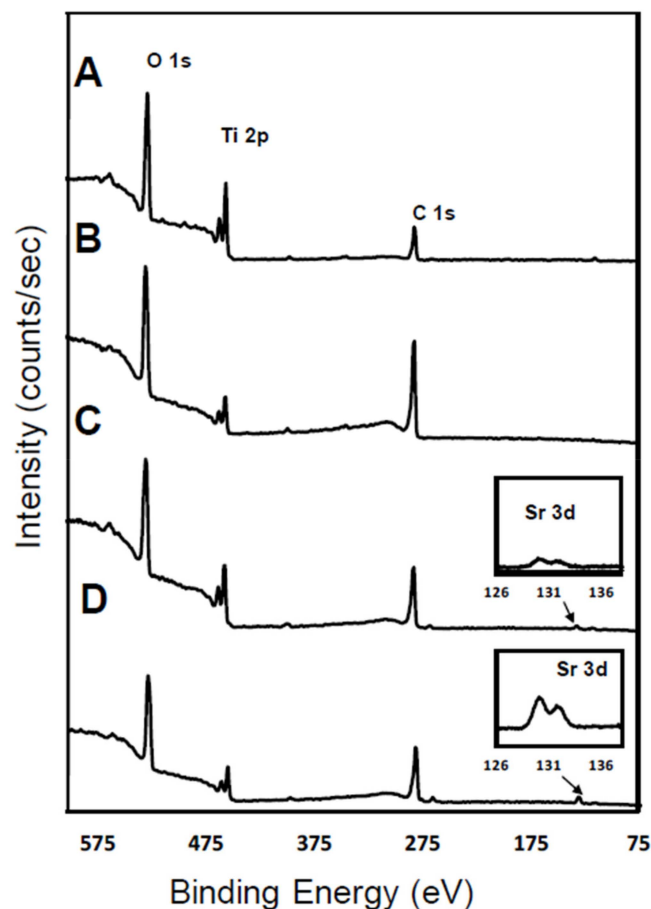 A
O 1s
Ti 2p
C 1s
B
C
Sr 3d
126 131 136
D
Sr 3d
126 131 136
Intensity (counts/sec)
575 475 375 275 175 75
Binding Energy (eV)